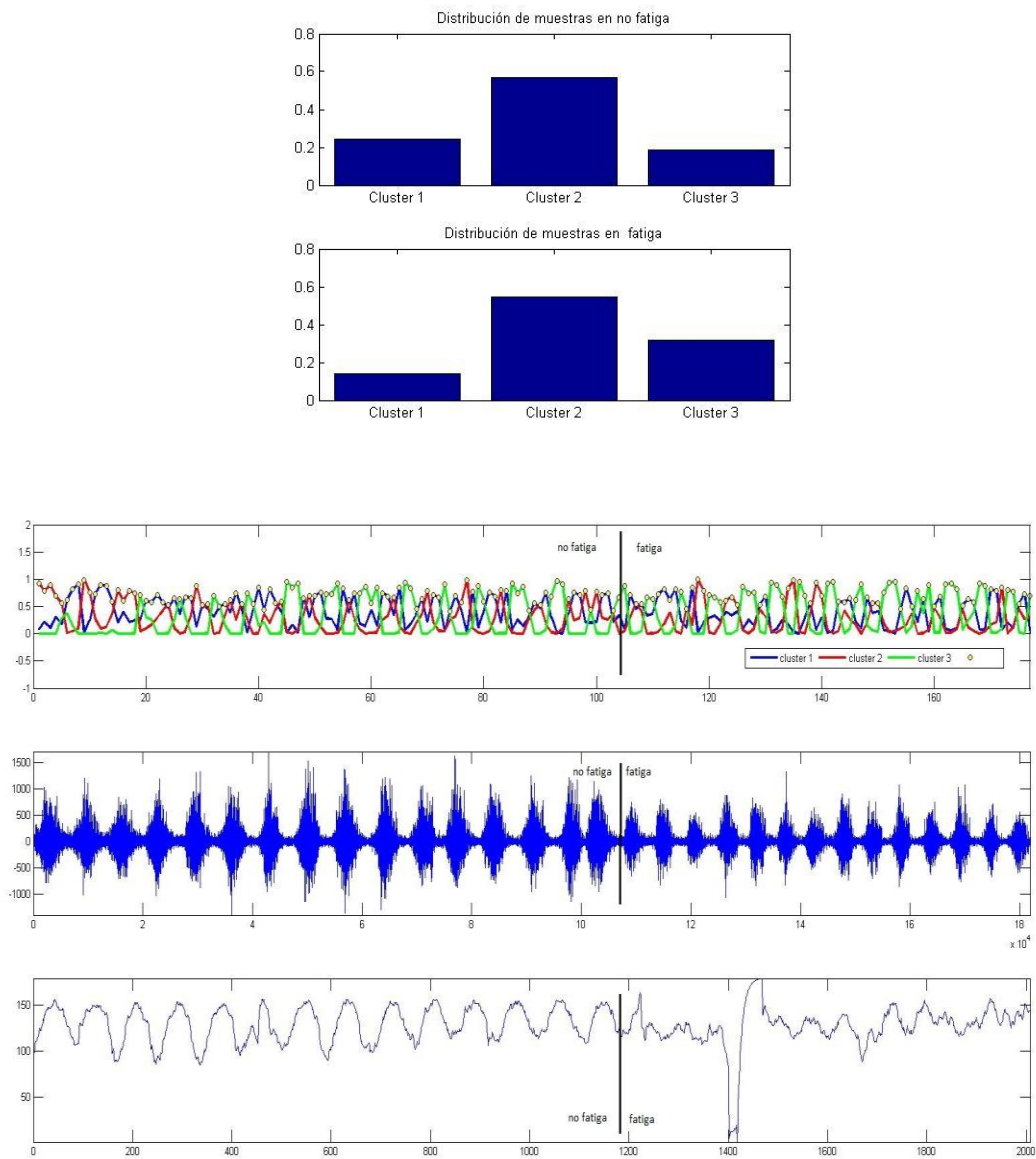 Distribución de muestras en no fatiga
0.8
0.6
0.4
0.2
0
Cluster 1 Cluster 2 Cluster 3
Distribución de muestras en fatiga
0.8
0.6
0.4
0.2
0
Cluster 1 Cluster 2 Cluster 3
2
1.5
1
0.5
0
-0.5
-1
no fatiga fatiga
cluster 1 cluster 2 cluster 3
0 20 40 60 80 100 120 140 160
1500
1000
500
0
-500
-1000
no fatiga fatiga
0 2 4 6 8 10 12 14 16 18
x 10^4
150
100
50
no fatiga fatiga
0 200 400 600 800 1000 1200 1400 1600 1800 2000